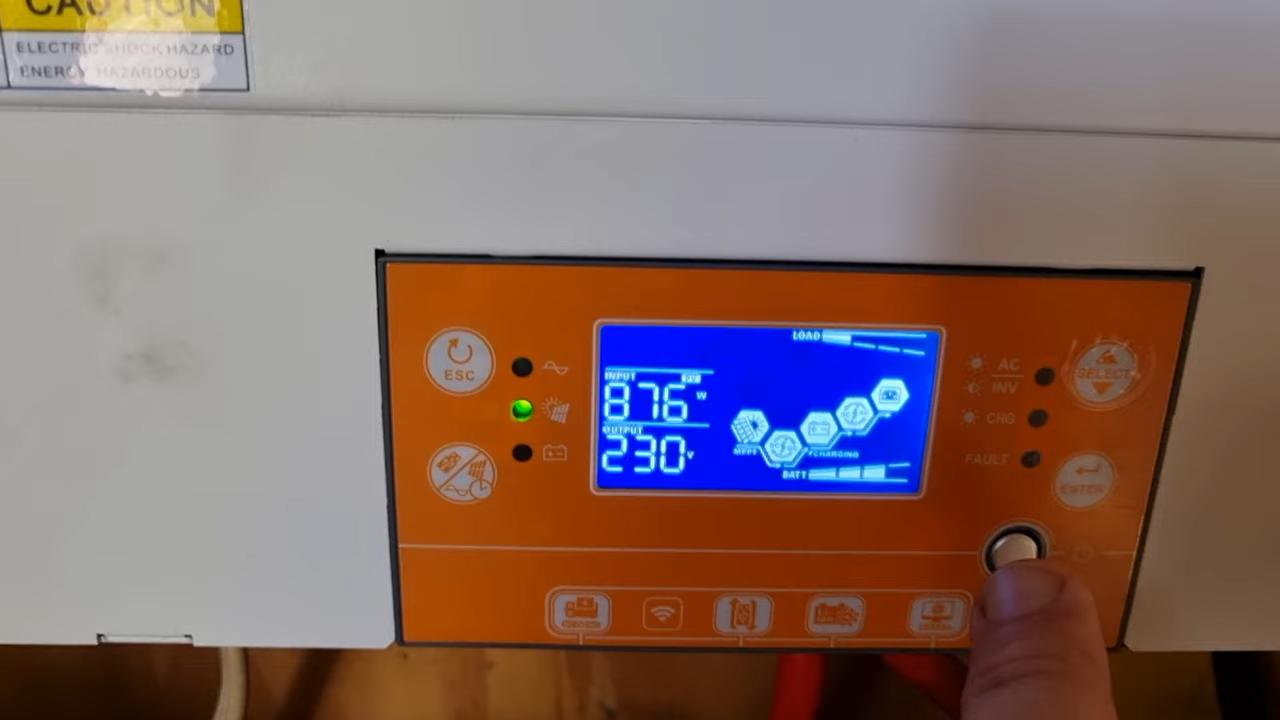 CAUTION
ELECTRIC SHOCK HAZARD
ENERGY HAZARDOUS
ESC
INPUT PV
876 W
OUTPUT
230 V
LOAD
MPPT
CHARGING
BATT
AC
INV
CHG
FAULT
SELECT
ENTER